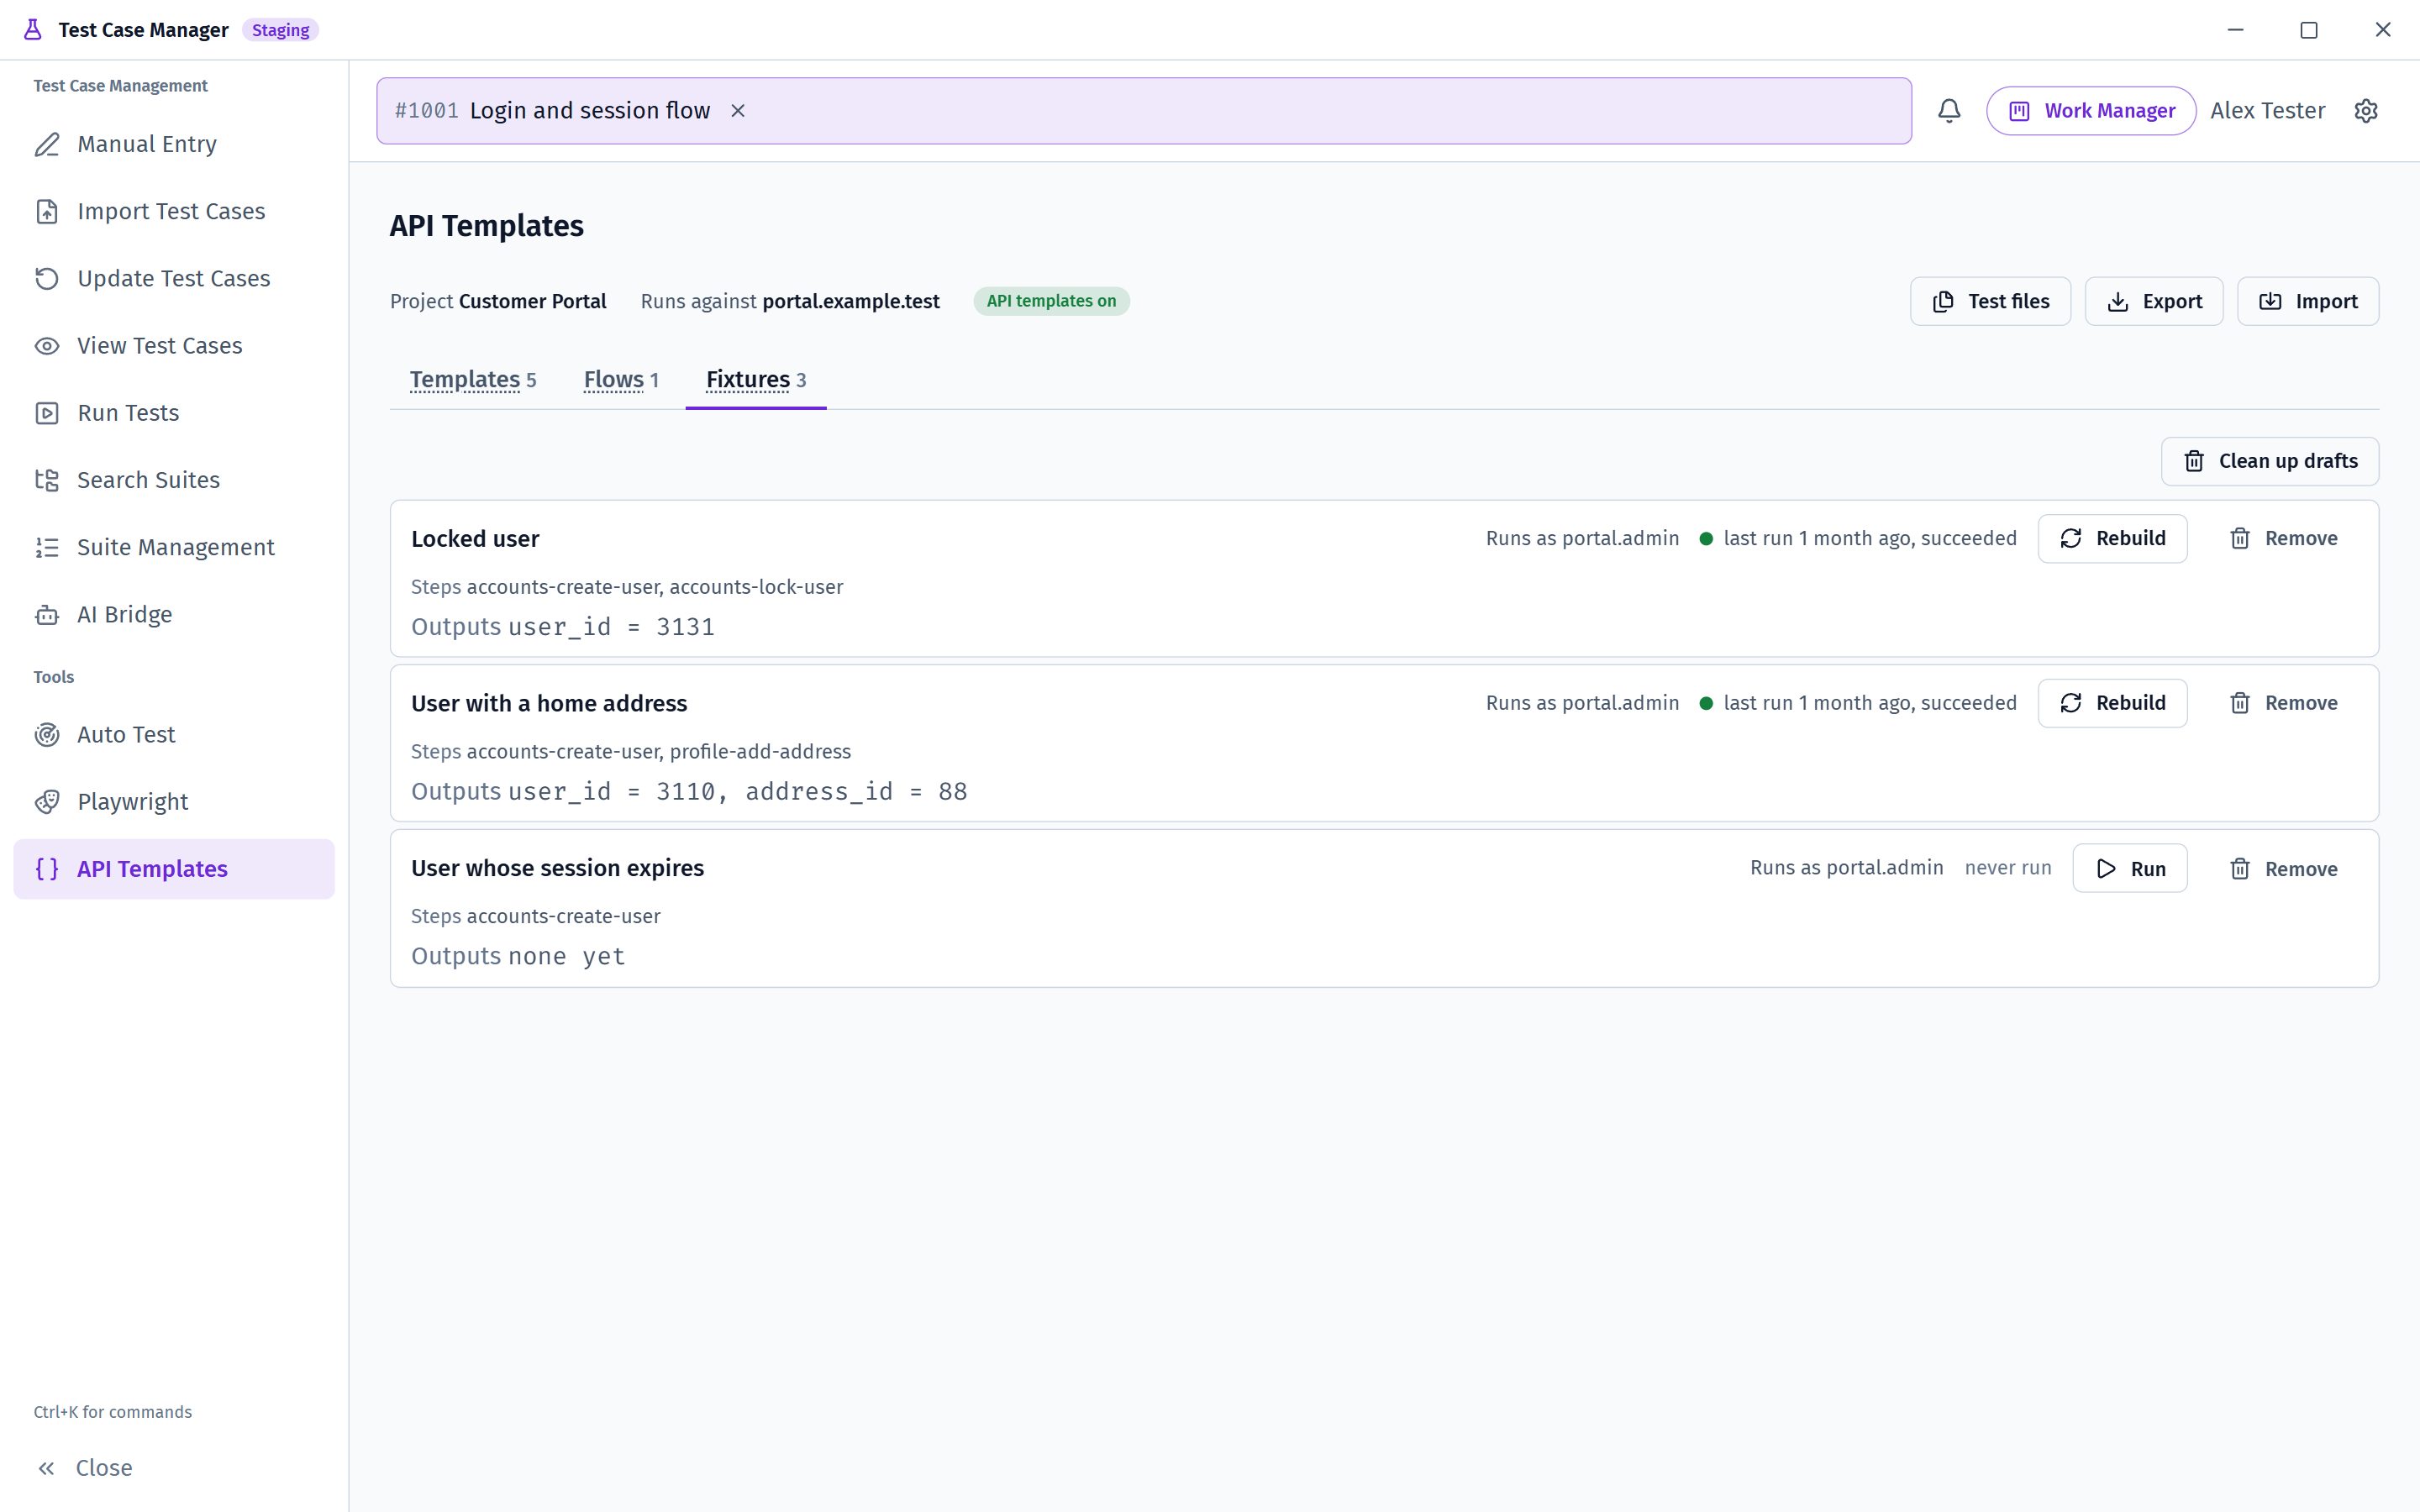 Test Case Manager Staging
Test Case Management
Manual Entry
Import Test Cases
Update Test Cases
View Test Cases
Run Tests
Search Suites
Suite Management
AI Bridge
Tools
Auto Test
Playwright
API Templates
Ctrl+K for commands
Close
#1001 Login and session flow
Work Manager Alex Tester
API Templates
Project Customer Portal Runs against portal.example.test API templates on
Test files Export Import
Templates 5 Flows 1 Fixtures 3
Clean up drafts
Locked user Runs as portal.admin last run 1 month ago, succeeded Rebuild Remove
Steps accounts-create-user, accounts-lock-user
Outputs user_id = 3131
User with a home address Runs as portal.admin last run 1 month ago, succeeded Rebuild Remove
Steps accounts-create-user, profile-add-address
Outputs user_id = 3110, address_id = 88
User whose session expires Runs as portal.admin never run Run Remove
Steps accounts-create-user
Outputs none yet